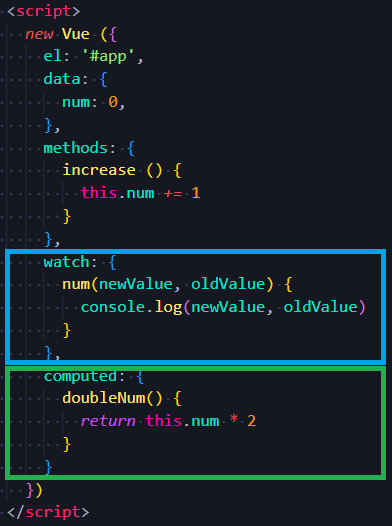 <script>
new Vue ({
el: '#app',
data: {
num: 0,
},
methods: {
increase () {
this.num += 1
}
},
watch: {
num(newValue, oldValue) {
console.log(newValue, oldValue)
}
},
computed: {
doubleNum() {
return this.num * 2
}
}
})
</script>